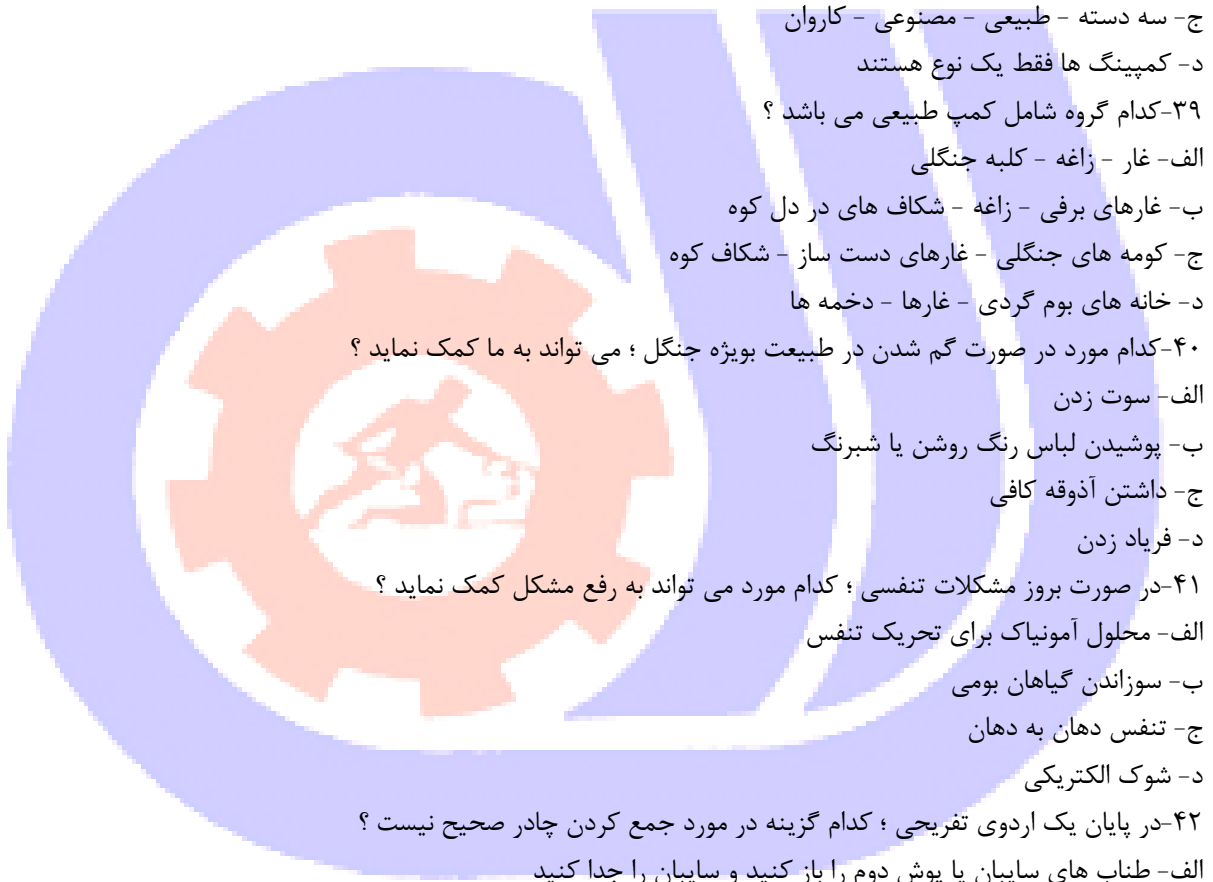 ج- سه دسته - طبیعی - مصنوعی - کاروان
د- کمپینگ ها فقط یک نوع هستند
۳۹-کدام گروه شامل کمپ طبیعی می باشد ؟
الف- غار - زاغه - کلبه جنگلی
ب- غارهای برفی - زاغه - شکاف های در دل کوه
ج- کومه های جنگلی - غارهای دست ساز - شکاف کوه
د- خانه های بوم گردی - غارها - دخمه ها
۴۰-کدام مورد در صورت گم شدن در طبیعت بویژه جنگل ؛ می تواند به ما کمک نماید ؟
الف- سوت زدن
ب- پوشیدن لباس رنگ روشن یا شبرنگ
ج- داشتن آذوقه کافی
د- فریاد زدن
۴۱-در صورت بروز مشکلات تنفسی ؛ کدام مورد می تواند به رفع مشکل کمک نماید ؟
الف- محلول آمونیاک برای تحریک تنفس
ب- سوزاندن گیاهان بومی
ج- تنفس دهان به دهان
د- شوک الکتریکی
۴۲-در پایان یک اردوی تفریحی ؛ کدام گزینه در مورد جمع کردن چادر صحیح نیست ؟
الف- طناب های سایبان یا پوش دوم را باز کنید و سایبان را جدا کنید